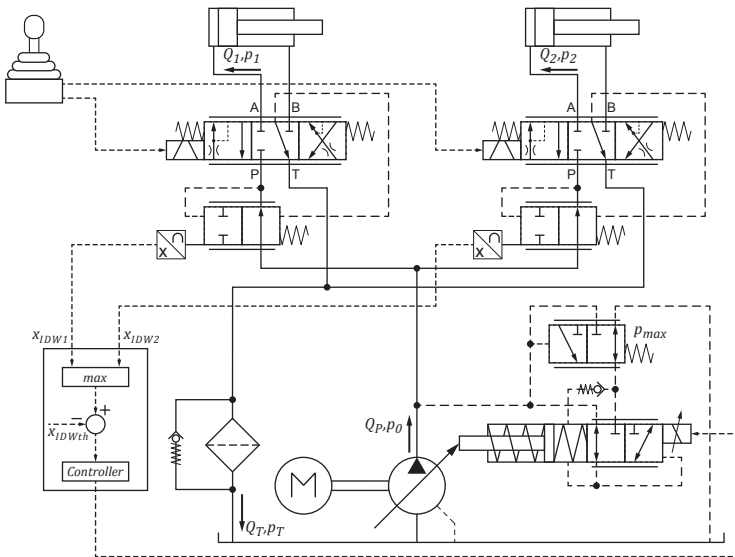 Q1,p1
Q2,p2
A B
A B
P T
P T
x
x
xIDW1
xIDW2
pmax
max
−
+
xIDWth
Controller
QP,p0
M
QT,pT